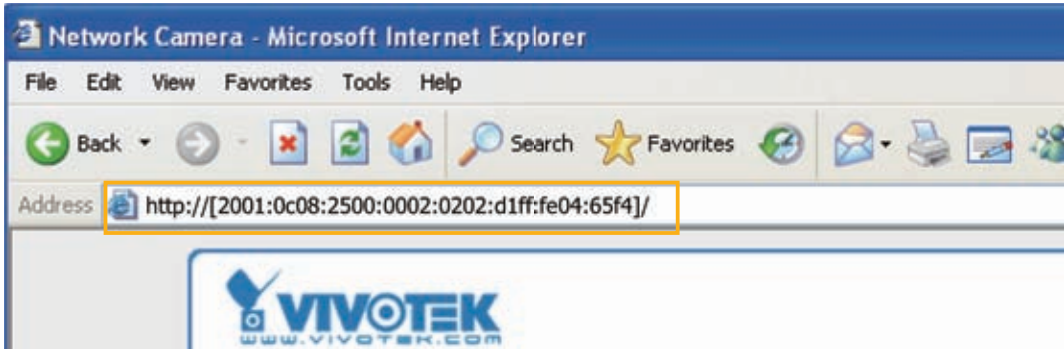 Network Camera - Microsoft Internet Explorer
File Edit View Favorites Tools Help
Back Search Favorites
Address http://[2001:0c08:2500:0002:0202:d1ff:fe04:65f4]/
VIVOTEK
www.vivotek.com